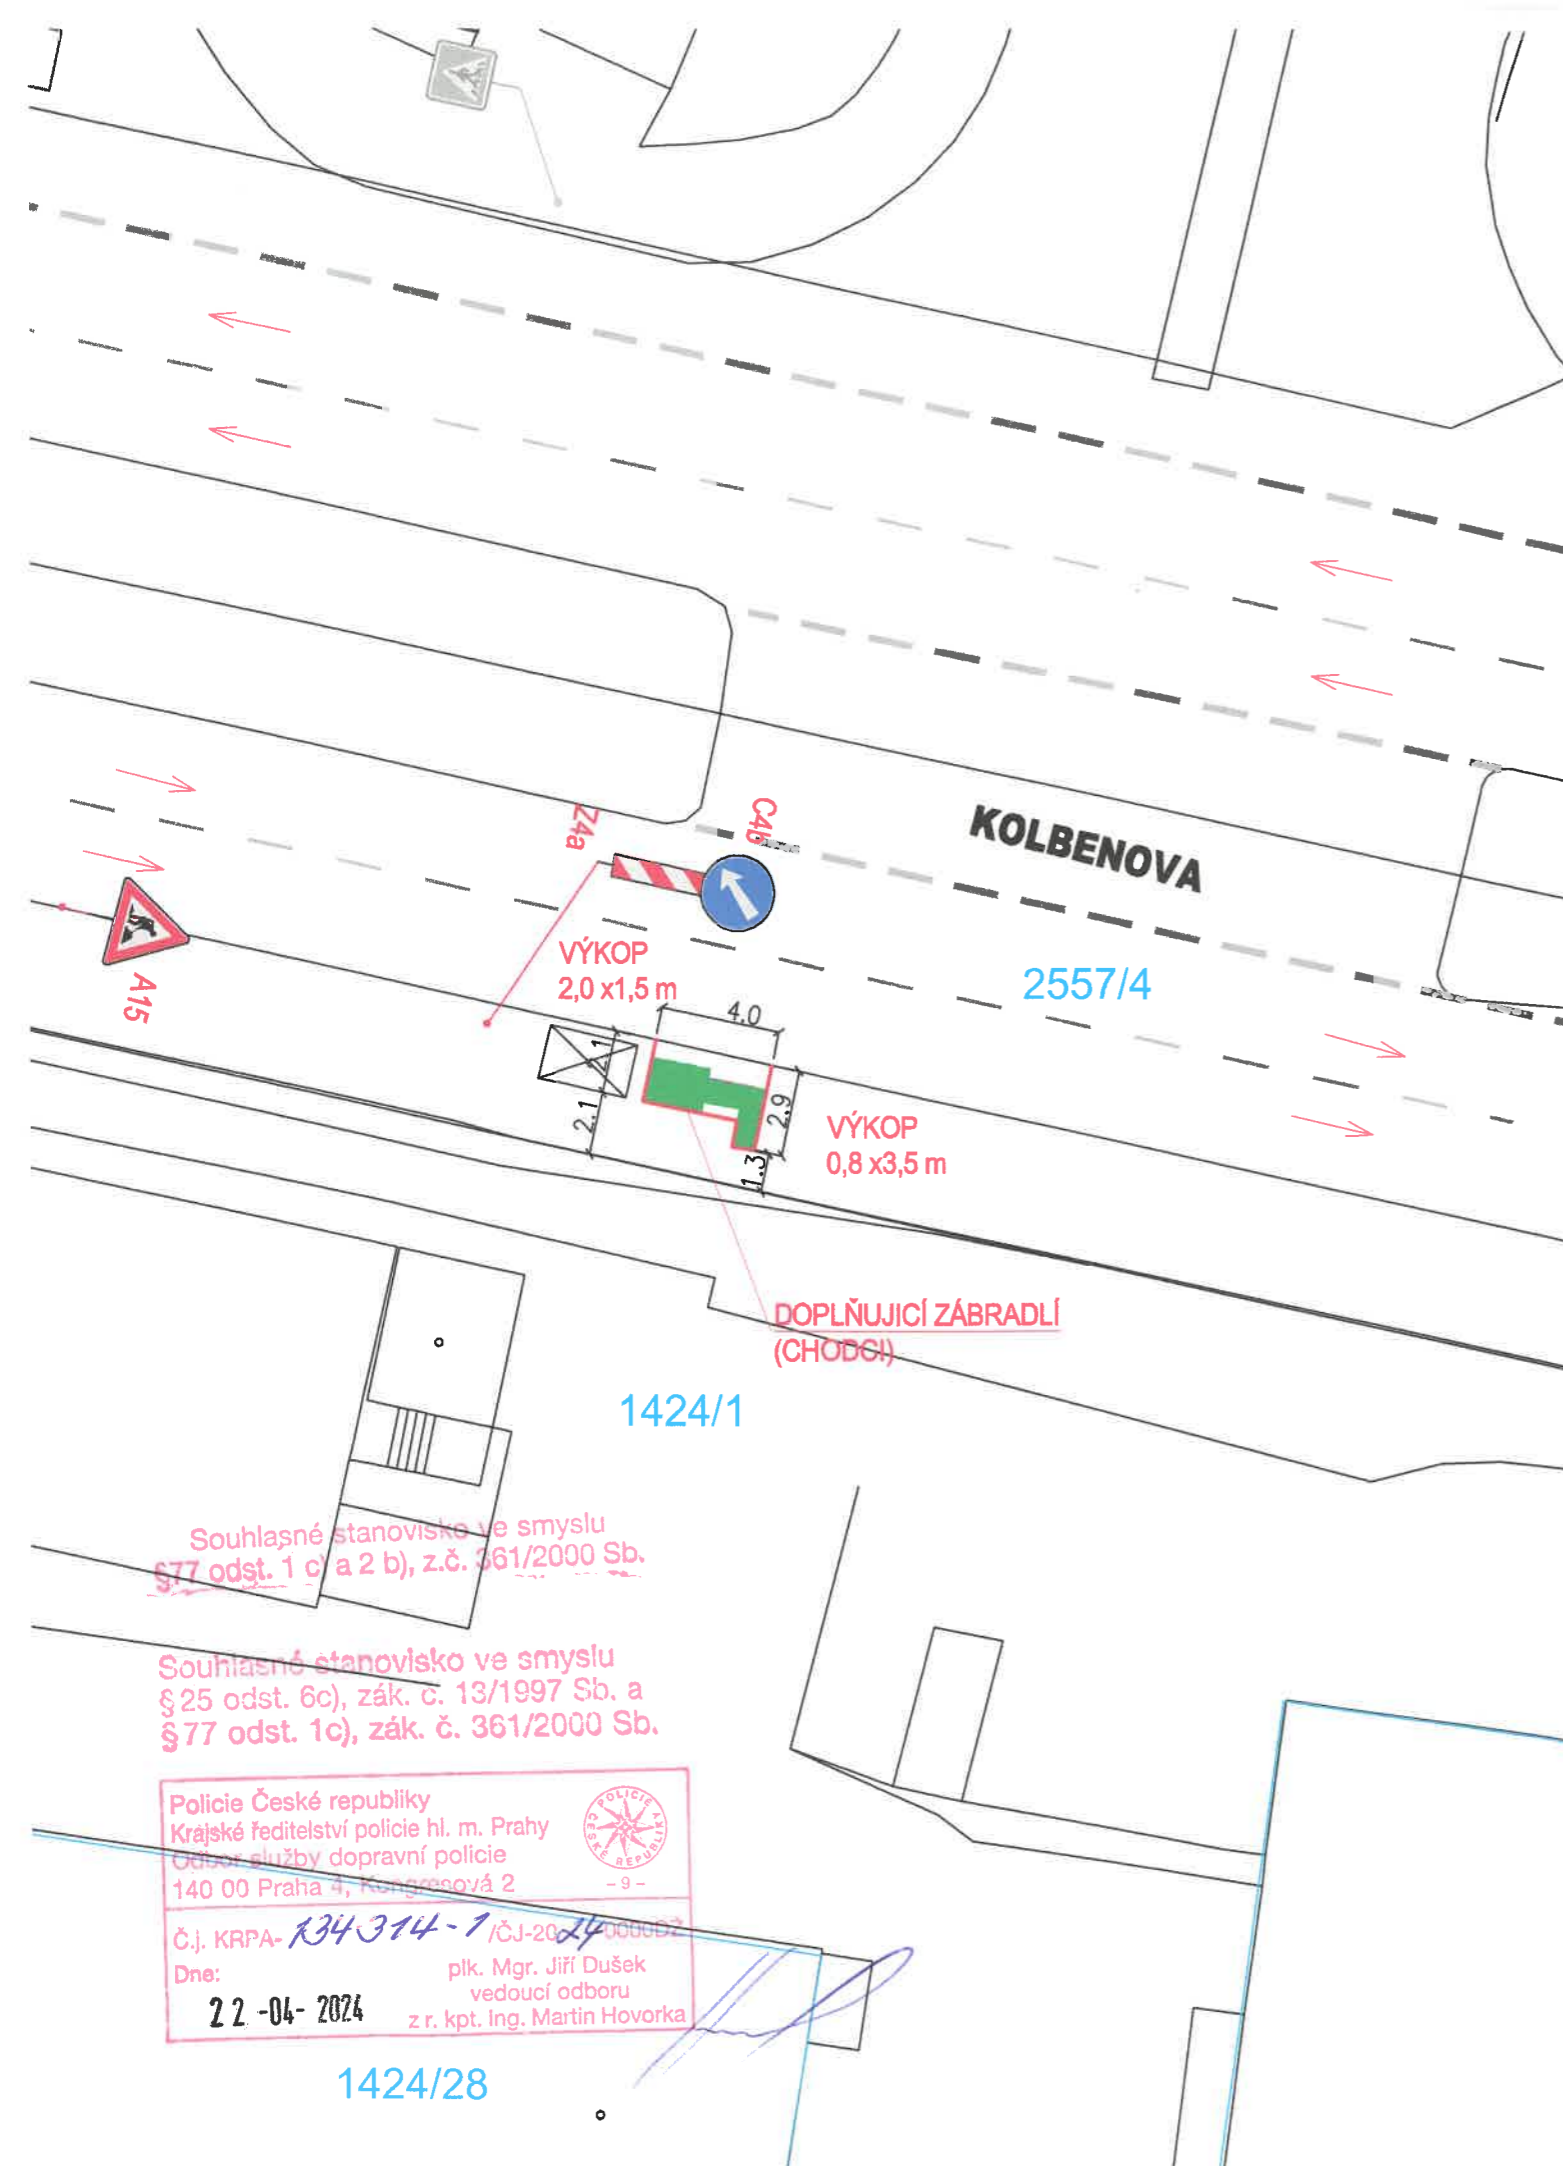 Z4a
C4b
KOLBENOVA
A15
VÝKOP
2,0 x1,5 m
2557/4
4.0
2.1
2.1
2.9
1.3
VÝKOP
0,8 x3,5 m
DOPLŇUJICÍ ZÁBRADLÍ
(CHODCI)
1424/1
Souhlasné stanovisko ve smyslu
§77 odst. 1 c) a 2 b), z.č. 361/2000 Sb.
Souhlasné stanovisko ve smyslu
§ 25 odst. 6c), zák. č. 13/1997 Sb. a
§ 77 odst. 1c), zák. č. 361/2000 Sb.
Policie České republiky
Krajské ředitelství policie hl. m. Prahy
Odbor služby dopravní policie
140 00 Praha 4, Kongresová 2
POLICIE ČESKÉ REPUBLIKY
- 9 -
Č.j. KRPA- 134314-1 /ČJ-2024-0000DŽ
Dne:
plk. Mgr. Jiří Dušek
vedoucí odboru
22 -04- 2024
z r. kpt. Ing. Martin Hovorka
1424/28